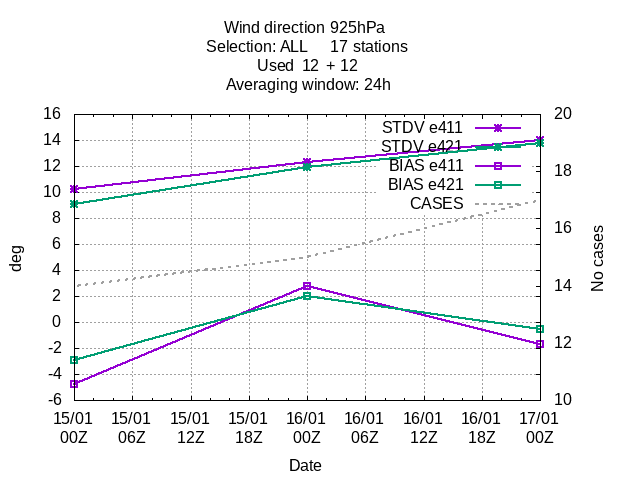 Wind direction 925hPa
Selection: ALL 17 stations
Used 12 + 12
Averaging window: 24h
16 20
14 STDV e411
STDV e421
12 BIAS e411 18
10 BIAS e421
8 CASES
6 16
4
2 14
0
-2 12
-4
-6 10
deg
No cases
15/01 15/01 15/01 15/01 16/01 16/01 16/01 16/01 17/01
00Z 06Z 12Z 18Z 00Z 06Z 12Z 18Z 00Z
Date